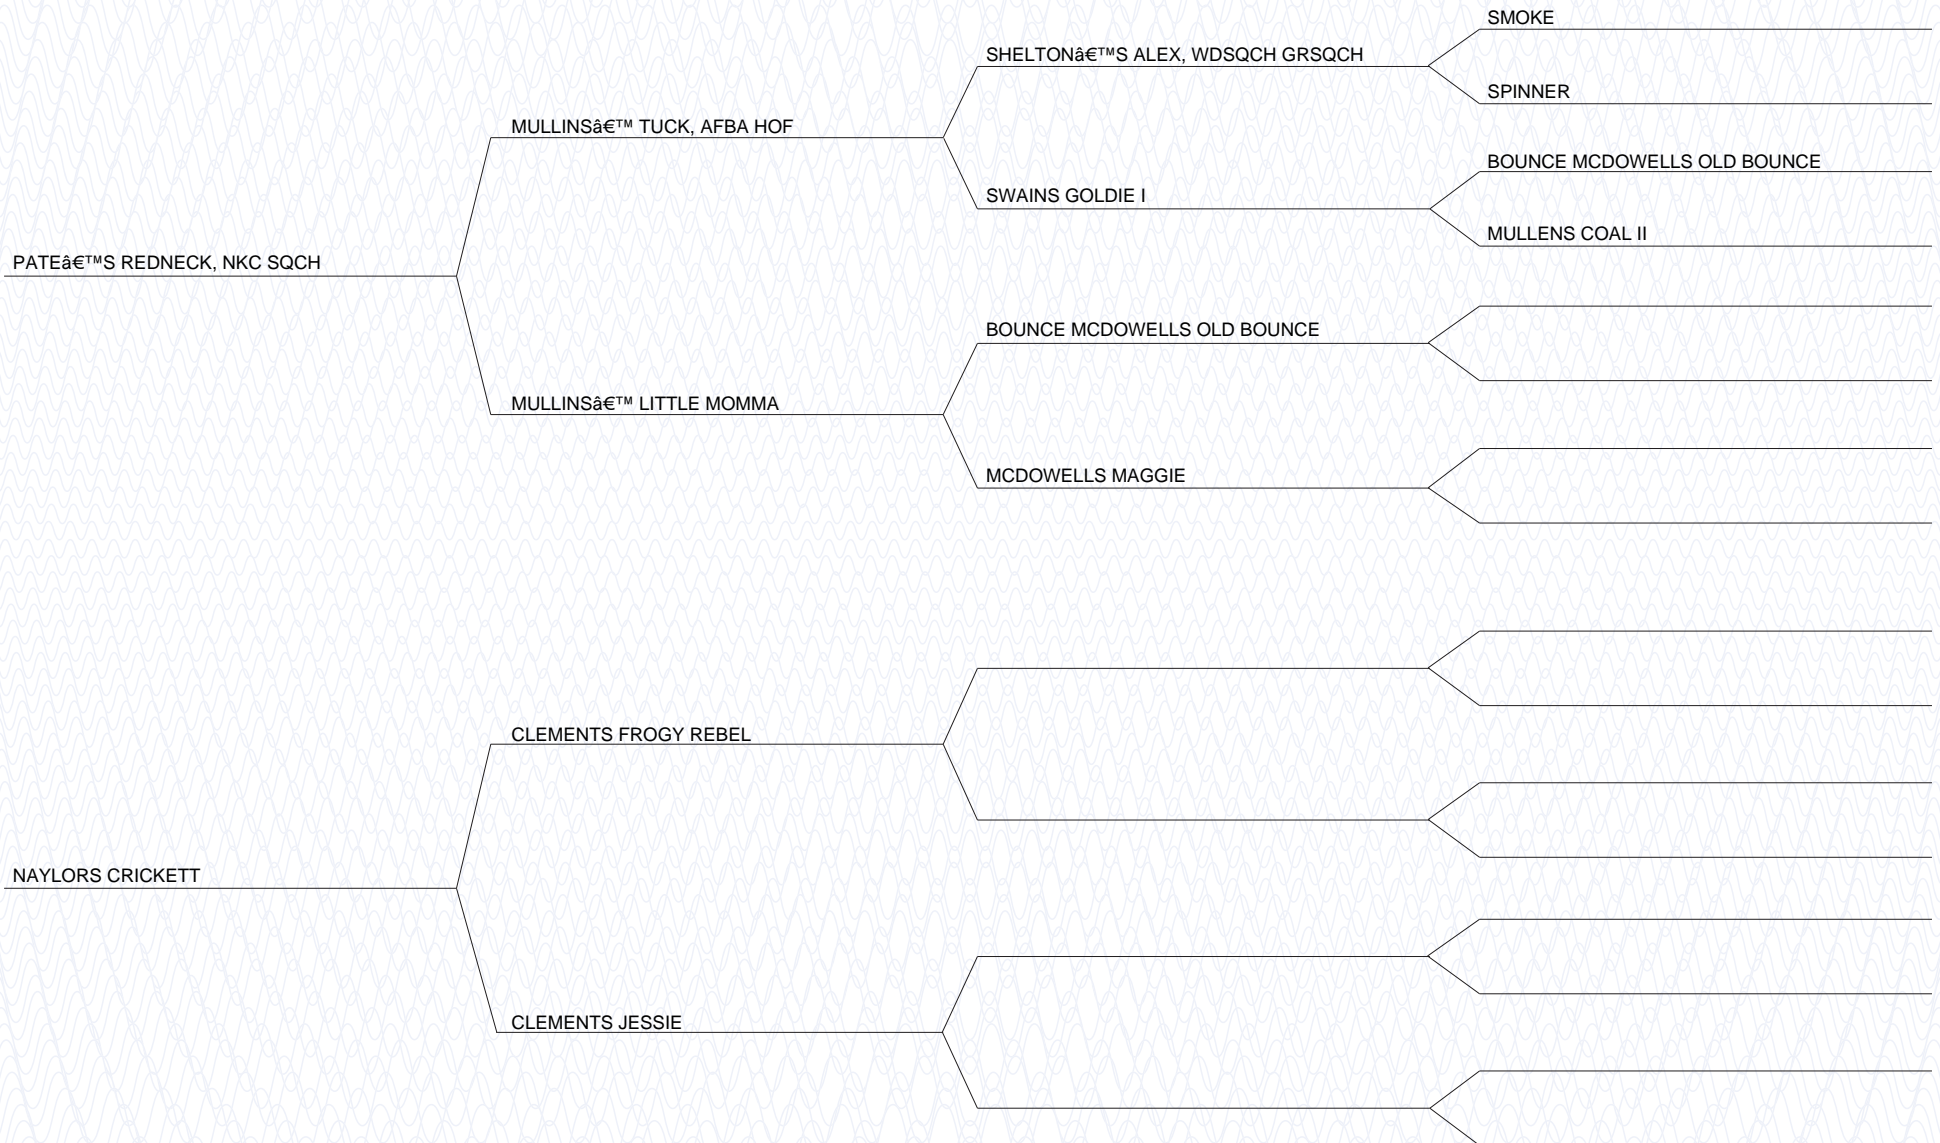 SMOKE
SHELTONâ€™S ALEX, WDSQCH GRSQCH
SPINNER
MULLINSâ€™ TUCK, AFBA HOF
BOUNCE MCDOWELLS OLD BOUNCE
SWAINS GOLDIE I
MULLENS COAL II
PATEâ€™S REDNECK, NKC SQCH
BOUNCE MCDOWELLS OLD BOUNCE
MULLINSâ€™ LITTLE MOMMA
MCDOWELLS MAGGIE
CLEMENTS FROGY REBEL
NAYLORS CRICKETT
CLEMENTS JESSIE